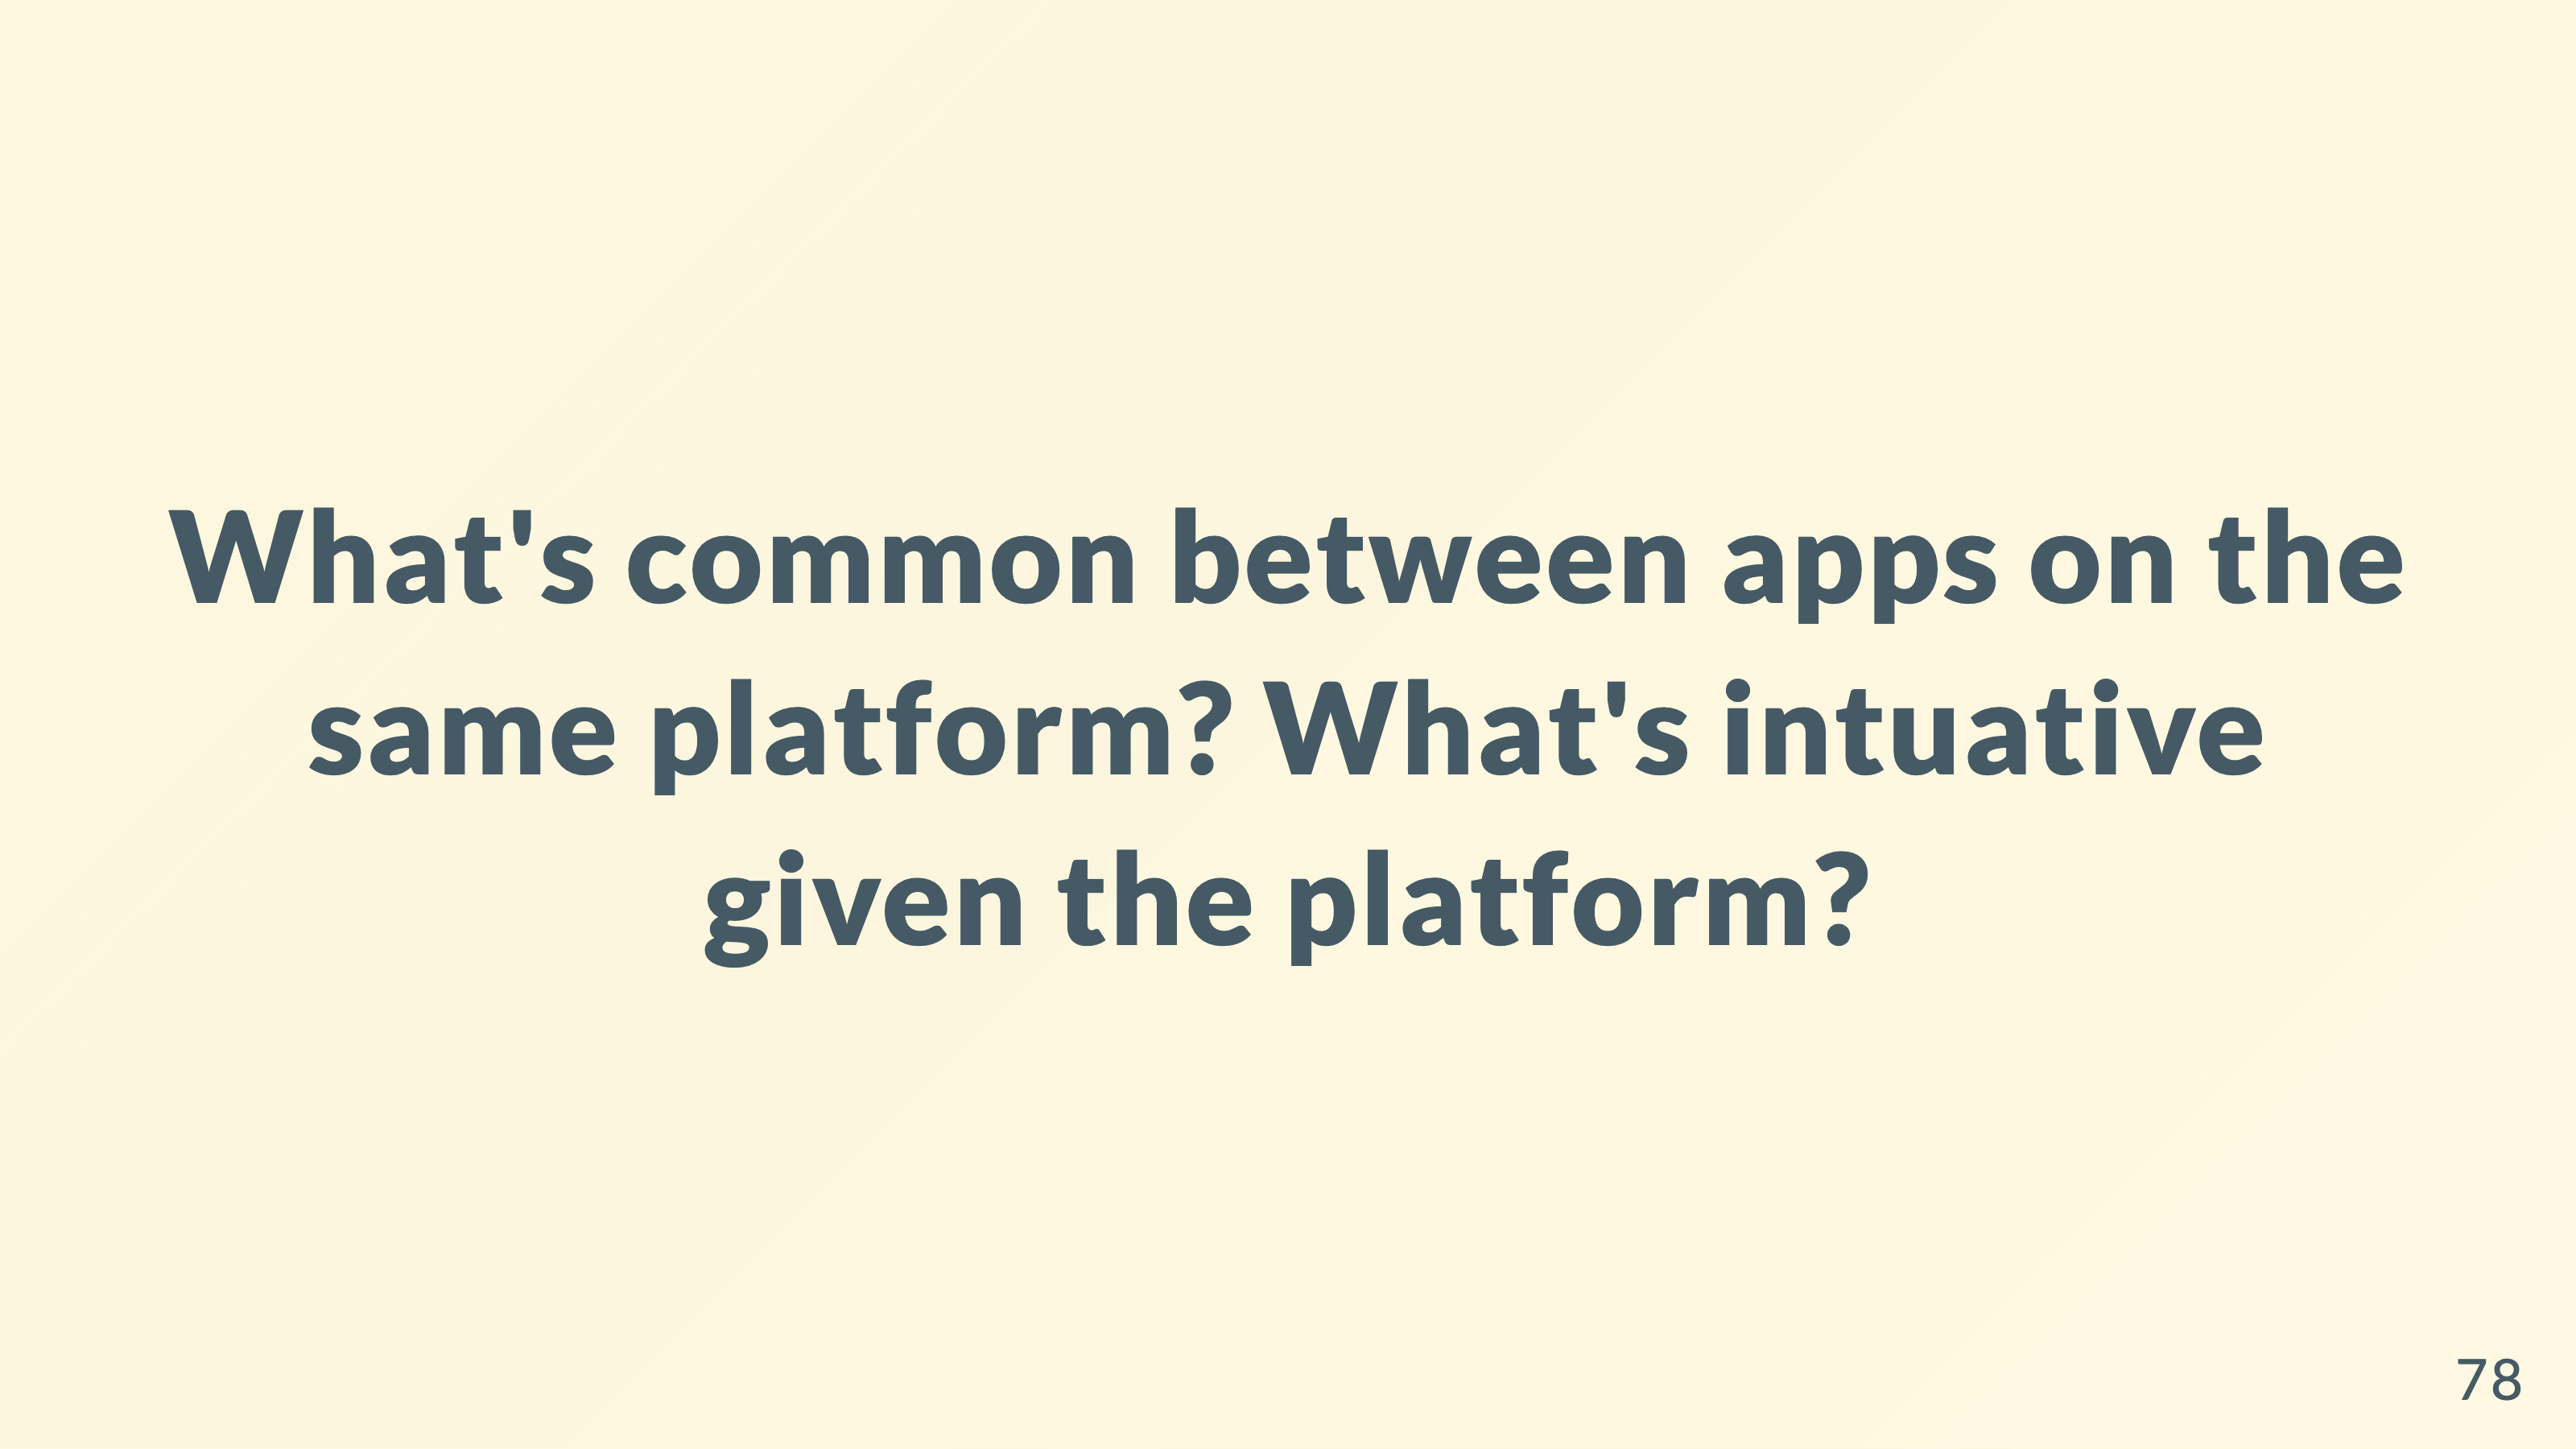 What's common between apps on the
same platform? What's intuative
given the platform?
78